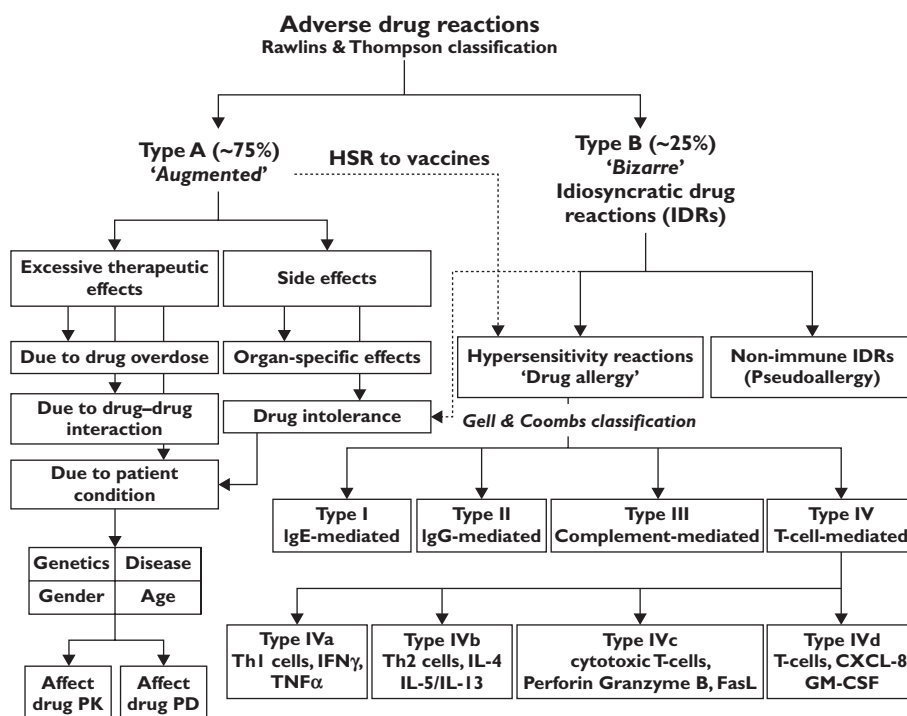 Adverse drug reactions
Rawlins & Thompson classification
Type A (~75%)
‘Augmented’
HSR to vaccines
Type B (~25%)
‘Bizarre’
Idiosyncratic drug
reactions (IDRs)
Excessive therapeutic
effects
Side effects
Due to drug overdose
Organ-specific effects
Hypersensitivity reactions
‘Drug allergy’
Non-immune IDRs
(Pseudoallergy)
Due to drug–drug
interaction
Drug intolerance
Gell & Coombs classification
Due to patient
condition
Type I
IgE-mediated
Type II
IgG-mediated
Type III
Complement-mediated
Type IV
T-cell-mediated
Genetics
Disease
Gender
Age
Type IVa
Th1 cells, IFNγ,
TNFα
Type IVb
Th2 cells, IL-4
IL-5/IL-13
Type IVc
cytotoxic T-cells,
Perforin Granzyme B, FasL
Type IVd
T-cells, CXCL-8
GM-CSF
Affect
drug PK
Affect
drug PD